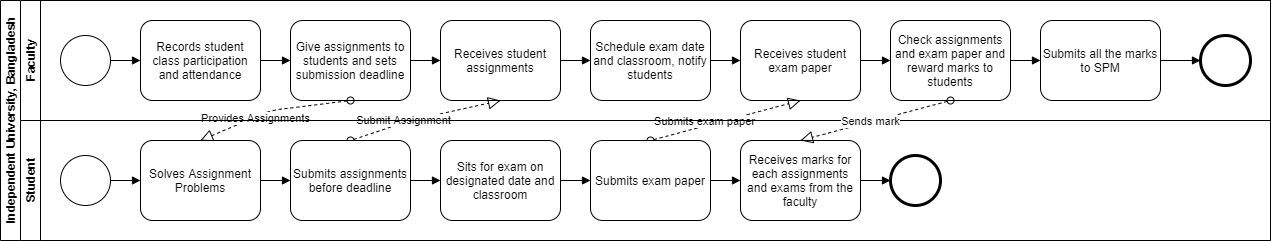 Independent University, Bangladesh
Faculty
Records student
class participation
and attendance
Give assignments to
students and sets
submission deadline
Receives student
assignments
Schedule exam date
and classroom, notify
students
Receives student
exam paper
Check assignments
and exam paper and
reward marks to
students
Submits all the marks
to SPM
Provides Assignments
Submit Assignment
Submits exam paper
Sends mark
Student
Solves Assignment
Problems
Submits assignments
before deadline
Sits for exam on
designated date and
classroom
Submits exam paper
Receives marks for
each assignments
and exams from the
faculty